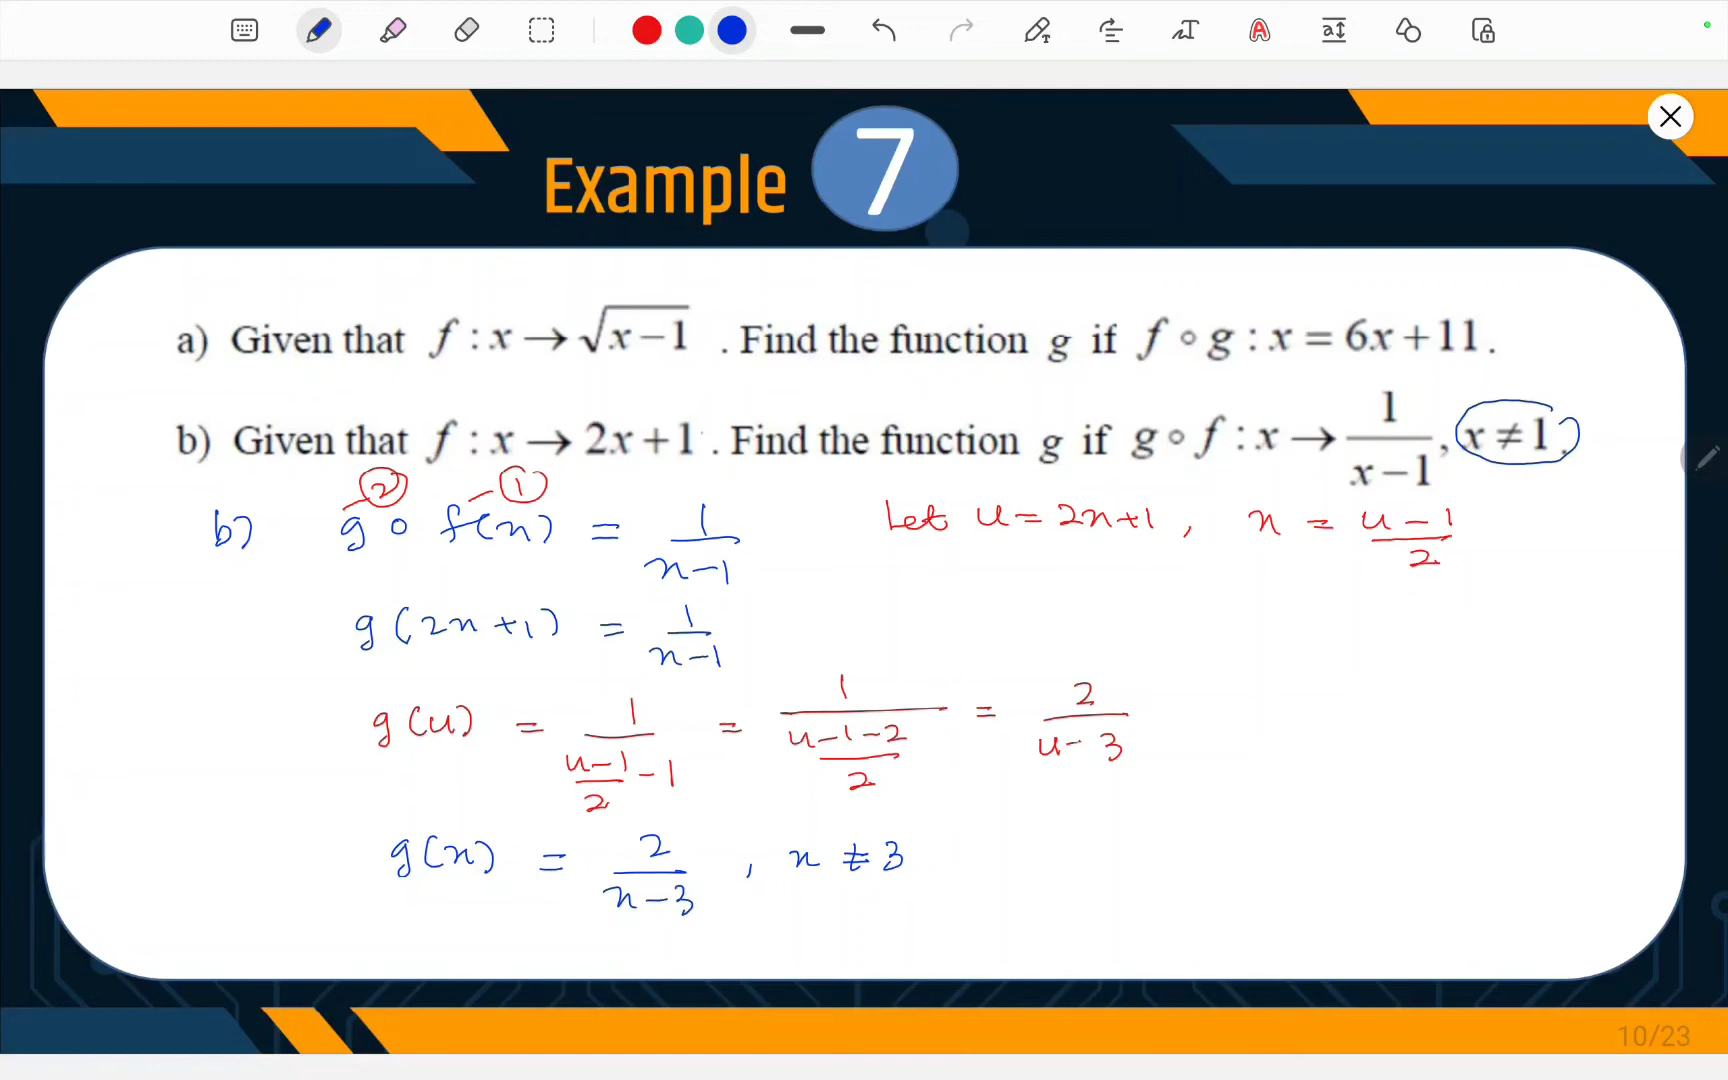 Example 7
a) Given that f : x → √(x−1) . Find the function g if f ∘ g : x = 6x + 11.
b) Given that f : x → 2x + 1 . Find the function g if g ∘ f : x → 1/(x−1), x ≠ 1.
② ①
b) g ∘ f(x) = 1/(x−1)
Let u = 2x+1 , x = (u−1)/2
g(2x+1) = 1/(x−1)
g(u) = 1/((u−1)/2 − 1) = 1/((u−1−2)/2) = 2/(u−3)
g(x) = 2/(x−3) , x ≠ 3
10/23